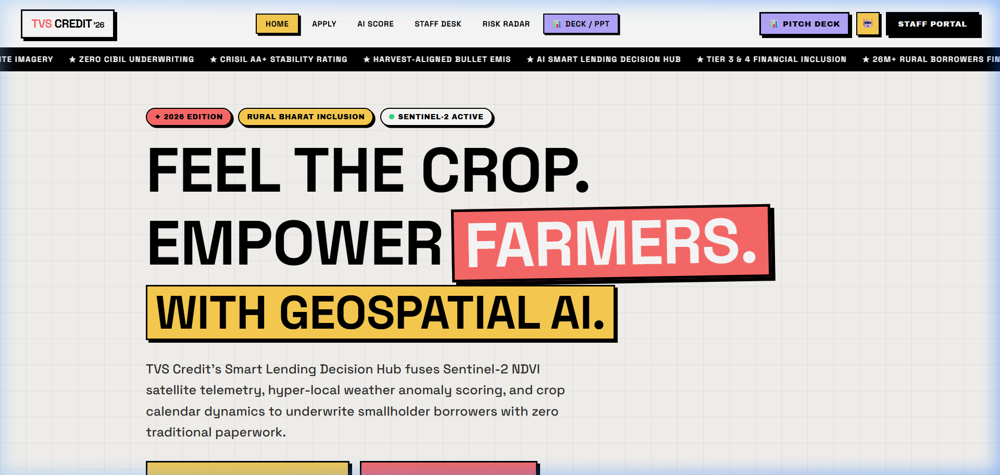 TVS CREDIT '26
HOME
APPLY
AI SCORE
STAFF DESK
RISK RADAR
DECK / PPT
PITCH DECK
STAFF PORTAL
IMAGERY ★ ZERO CIBIL UNDERWRITING ★ CRISIL AA+ STABILITY RATING ★ HARVEST-ALIGNED BULLET EMIS ★ AI SMART LENDING DECISION HUB ★ TIER 3 & 4 FINANCIAL INCLUSION ★ 26M+ RURAL BORROWERS
✦ 2026 EDITION
RURAL BHARAT INCLUSION
SENTINEL-2 ACTIVE
FEEL THE CROP.
EMPOWER FARMERS.
WITH GEOSPATIAL AI.
TVS Credit's Smart Lending Decision Hub fuses Sentinel-2 NDVI
satellite telemetry, hyper-local weather anomaly scoring, and crop
calendar dynamics to underwrite smallholder borrowers with zero
traditional paperwork.